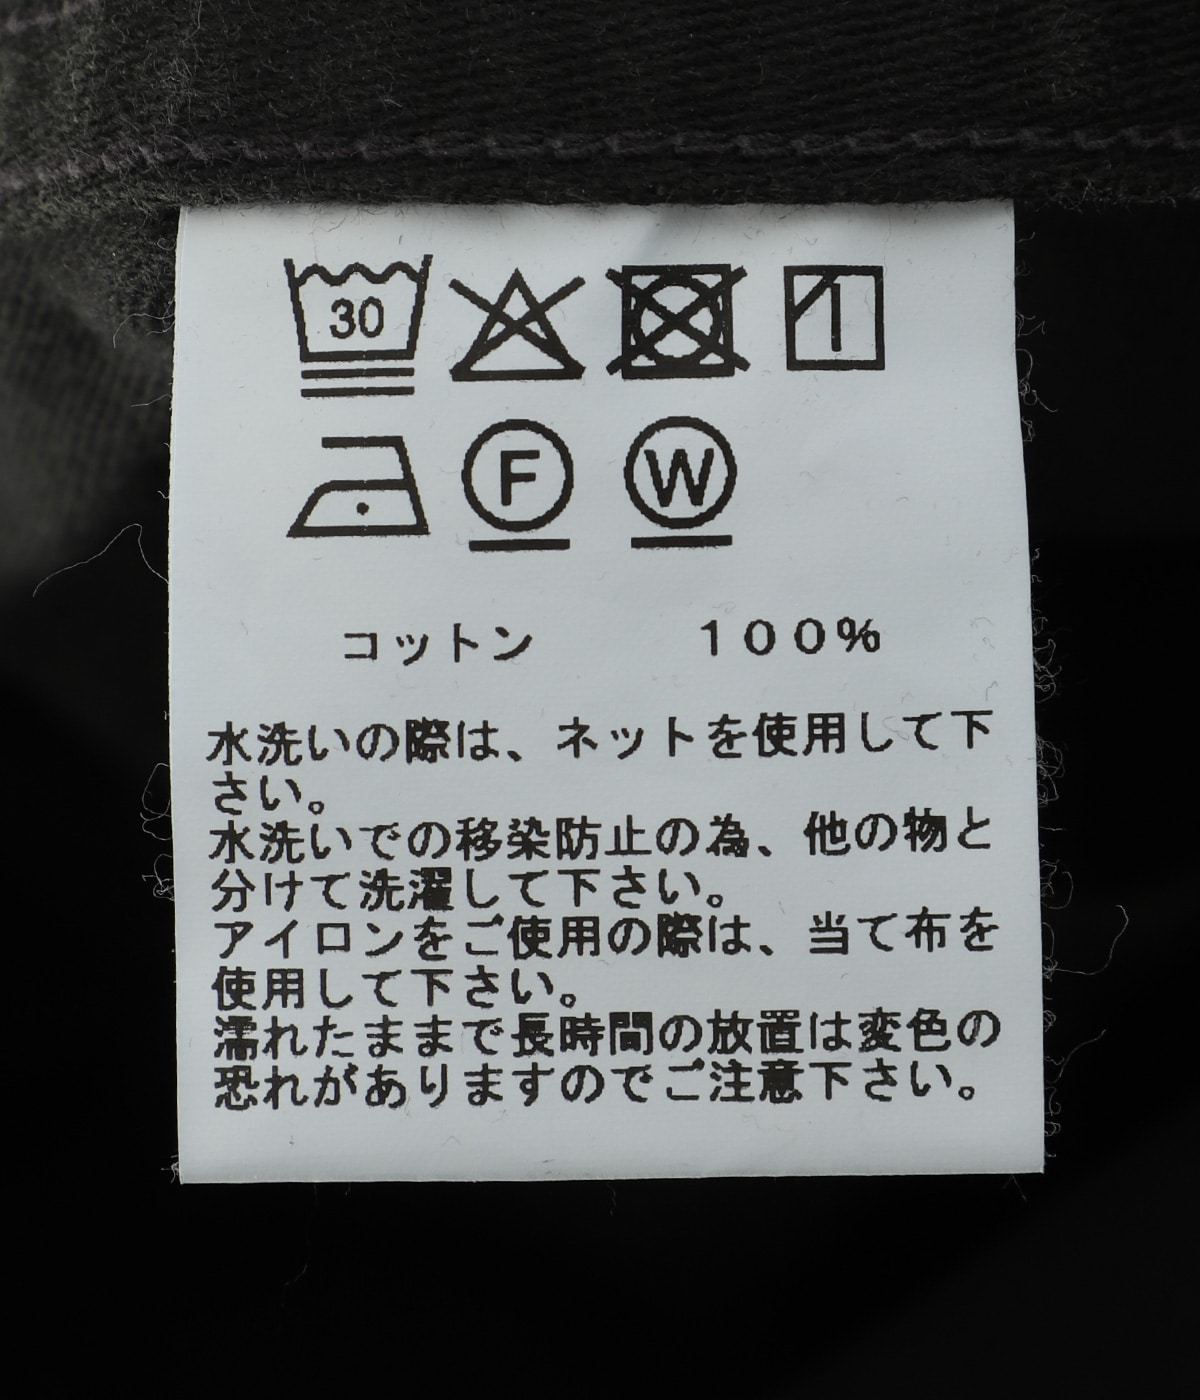 30
F W
コットン 100%
水洗いの際は、ネットを使用して下
さい。
水洗いでの移染防止の為、他の物と
分けて洗濯して下さい。
アイロンをご使用の際は、当て布を
使用して下さい。
濡れたままで長時間の放置は変色の
恐れがありますのでご注意下さい。